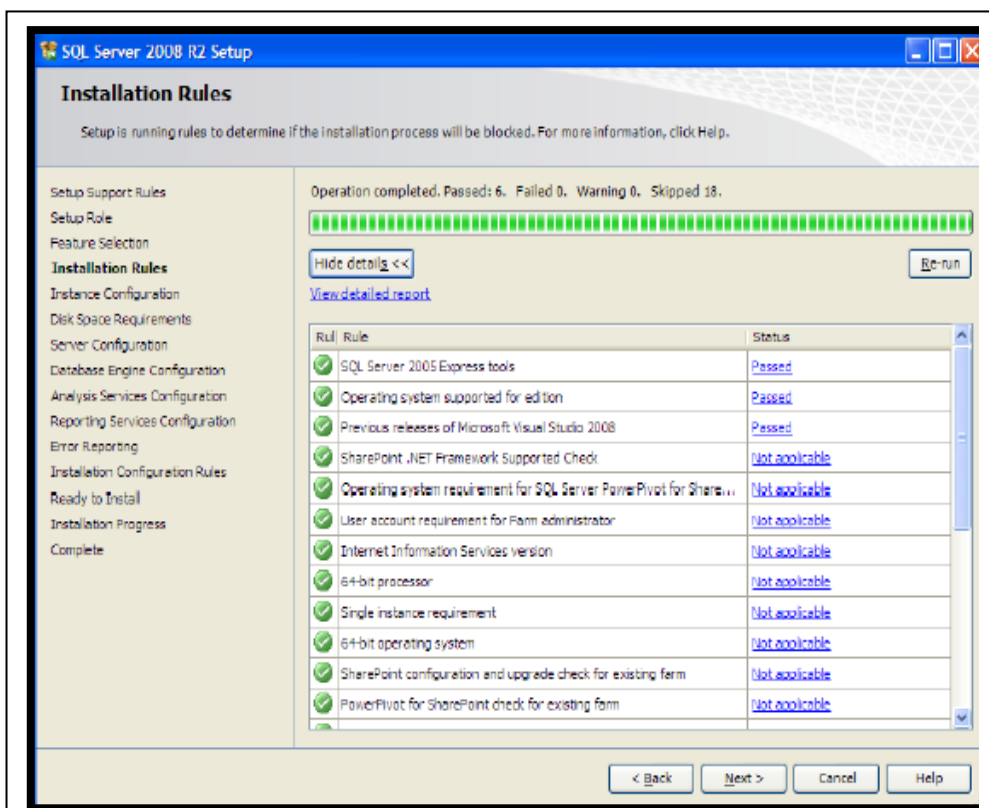 SQL Server 2008 R2 Setup
Installation Rules
Setup is running rules to determine if the installation process will be blocked. For more information, click Help.
Setup Support Rules
Setup Role
Feature Selection
Installation Rules
Instance Configuration
Disk Space Requirements
Server Configuration
Database Engine Configuration
Analysis Services Configuration
Reporting Services Configuration
Error Reporting
Installation Configuration Rules
Ready to Install
Installation Progress
Complete
Operation completed. Passed: 6. Failed 0. Warning 0. Skipped 18.
Hide details <<
Re-run
View detailed report
Rul Rule Status
SQL Server 2005 Express tools Passed
Operating system supported for edition Passed
Previous releases of Microsoft Visual Studio 2008 Passed
SharePoint .NET Framework Supported Check Not applicable
Operating system requirement for SQL Server PowerPivot for Share... Not applicable
User account requirement for Farm administrator Not applicable
Internet Information Services version Not applicable
64-bit processor Not applicable
Single instance requirement Not applicable
64-bit operating system Not applicable
SharePoint configuration and upgrade check for existing farm Not applicable
PowerPivot for SharePoint check for existing farm Not applicable
< Back Next > Cancel Help